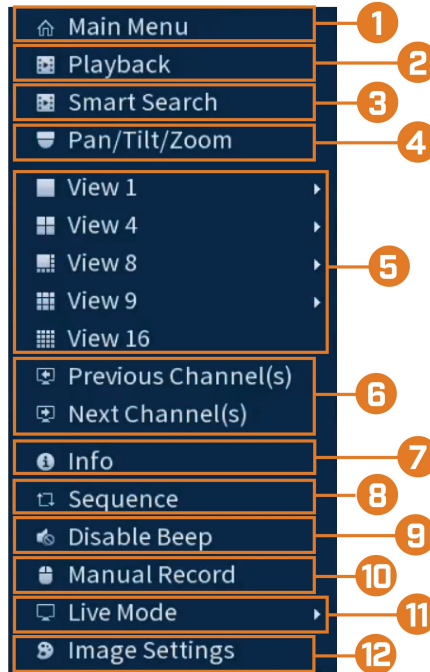 Main Menu 1
Playback 2
Smart Search 3
Pan/Tilt/Zoom 4
View 1
View 4
View 8 5
View 9
View 16
Previous Channel(s) 6
Next Channel(s)
Info 7
Sequence 8
Disable Beep 9
Manual Record 10
Live Mode 11
Image Settings 12